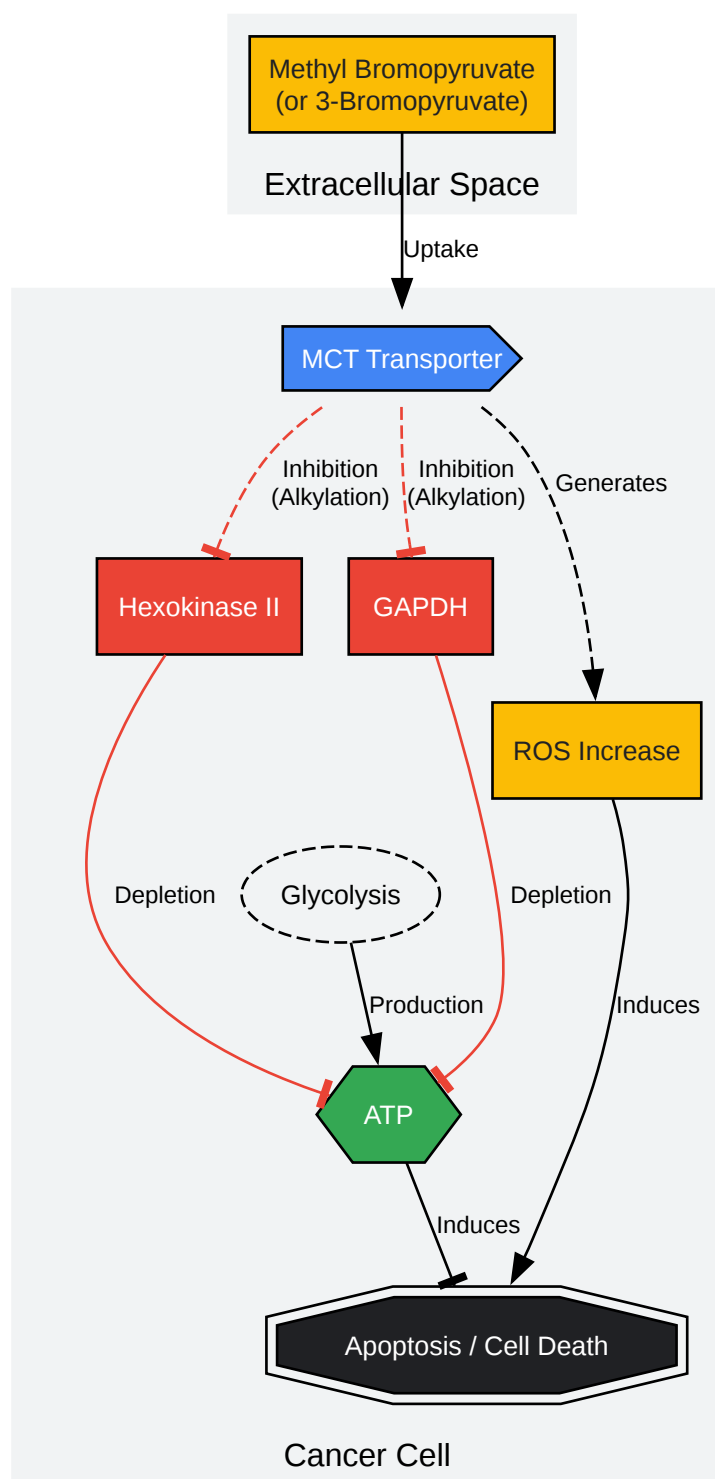 Methyl Bromopyruvate
(or 3-Bromopyruvate)
Extracellular Space
Uptake
MCT Transporter
Inhibition
(Alkylation)
Inhibition
(Alkylation)
Generates
Hexokinase II
GAPDH
ROS Increase
Depletion
Glycolysis
Depletion
Production
Induces
ATP
Induces
Apoptosis / Cell Death
Cancer Cell